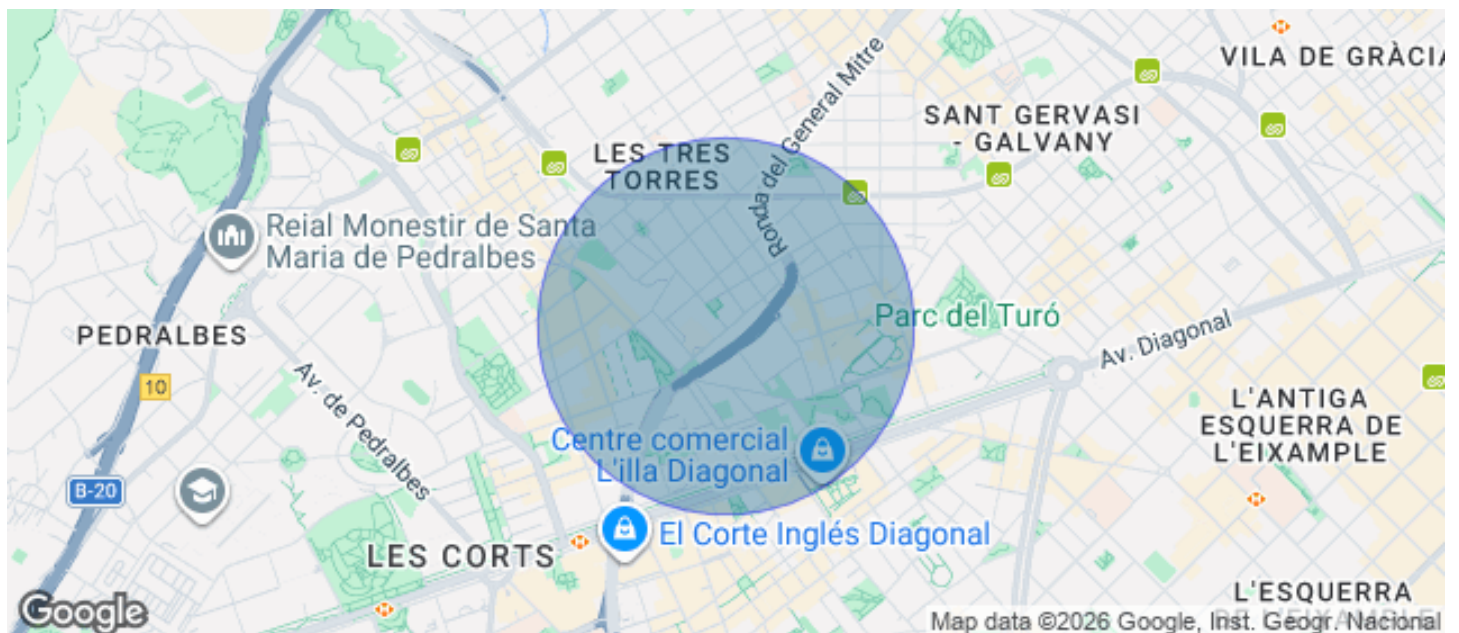 VILA DE GRÀCIA
SANT GERVASI
- GALVANY
LES TRES
TORRES
Ronda del General Mitre
Reial Monestir de Santa
Maria de Pedralbes
PEDRALBES
Parc del Turó
Av. Diagonal
10
Av. de Pedralbes
L'ANTIGA
ESQUERRA DE
L'EIXAMPLE
Centre comercial
L'illa Diagonal
B-20
El Corte Inglés Diagonal
LES CORTS
L'ESQUERRA
DE L'EIXAMPLE
Google
Map data ©2026 Google, Inst. Geogr. Nacional